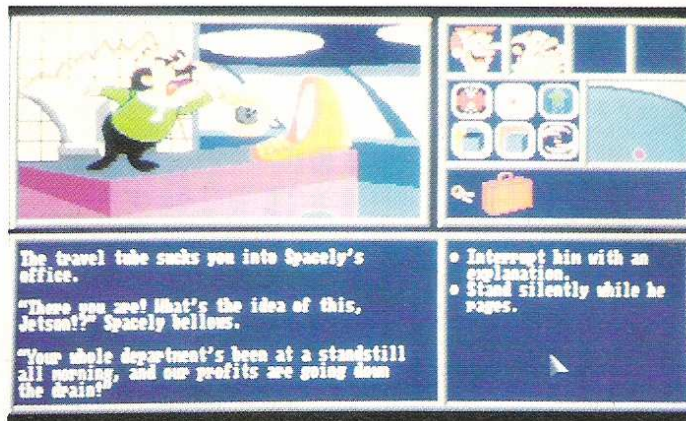 The travel tube sucks you into Spacely's
office.
"There you are! What's the idea of this,
Jetson!?" Spacely bellows.
"Your whole department's been at a standstill
all morning, and our profits are going down
the drain!"
• Interrupt him with an
explanation.
• Stand silently while he
rages.